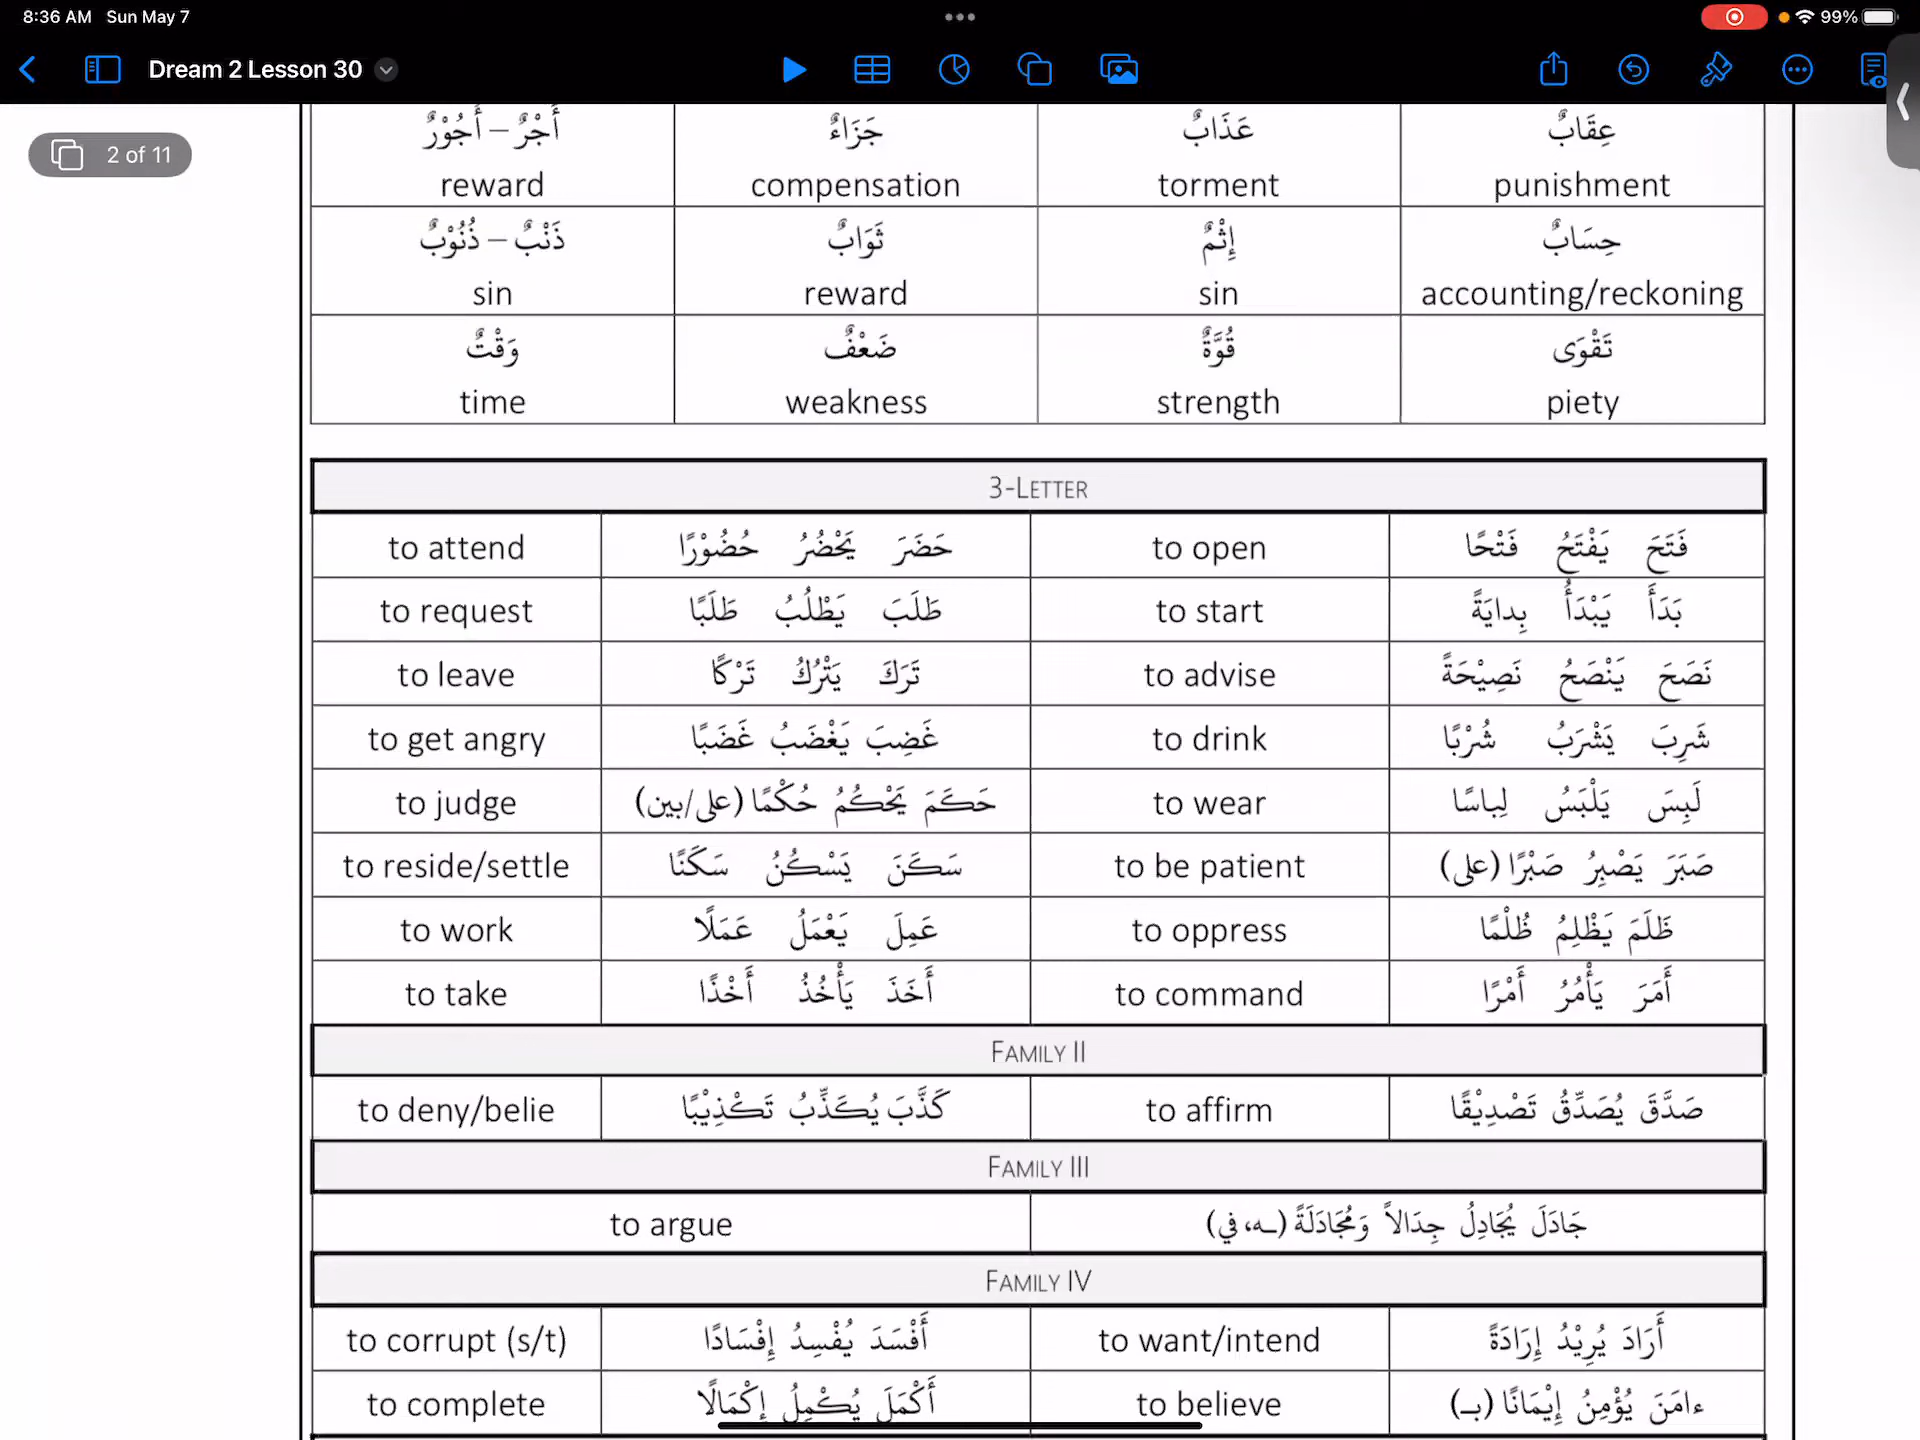 8:36 AM Sun May 7
99%
Dream 2 Lesson 30
2 of 11
أَجْرٌ – أُجُوْرٌ جَزَاءٌ عَذَابٌ عِقَابٌ
reward compensation torment punishment
ذَنْبٌ – ذُنُوْبٌ ثَوَابٌ إِثْمٌ حِسَابٌ
sin reward sin accounting/reckoning
وَقْتٌ ضَعْفٌ قُوَّةٌ تَقْوَى
time weakness strength piety
3-LETTER
to attend حَضَرَ يَحْضُرُ حُضُوْرًا to open فَتَحَ يَفْتَحُ فَتْحًا
to request طَلَبَ يَطْلُبُ طَلَبًا to start بَدَأَ يَبْدَأُ بِدايَةً
to leave تَرَكَ يَتْرُكُ تَرْكًا to advise نَصَحَ يَنْصَحُ نَصِيْحَةً
to get angry غَضِبَ يَغْضَبُ غَضَبًا to drink شَرِبَ يَشْرَبُ شُرْبًا
to judge حَكَمَ يَحْكُمُ حُكْمًا (على/بين) to wear لَبِسَ يَلْبَسُ لِباسًا
to reside/settle سَكَنَ يَسْكُنُ سَكَنًا to be patient صَبَرَ يَصْبِرُ صَبْرًا (على)
to work عَمِلَ يَعْمَلُ عَمَلًا to oppress ظَلَمَ يَظْلِمُ ظُلْمًا
to take أَخَذَ يَأْخُذُ أَخْذًا to command أَمَرَ يَأْمُرُ أَمْرًا
FAMILY II
to deny/belie كَذَّبَ يُكَذِّبُ تَكْذِيْبًا to affirm صَدَّقَ يُصَدِّقُ تَصْدِيْقًا
FAMILY III
to argue جَادَلَ يُجَادِلُ جِدَالاً وَمُجَادَلَةً (ـه، في)
FAMILY IV
to corrupt (s/t) أَفْسَدَ يُفْسِدُ إِفْسَادًا to want/intend أَرَادَ يُرِيْدُ إِرَادَةً
to complete أَكْمَلَ يُكْمِلُ إِكْمَالًا to believe ءامَنَ يُؤْمِنُ إِيْمَانًا (بـ)